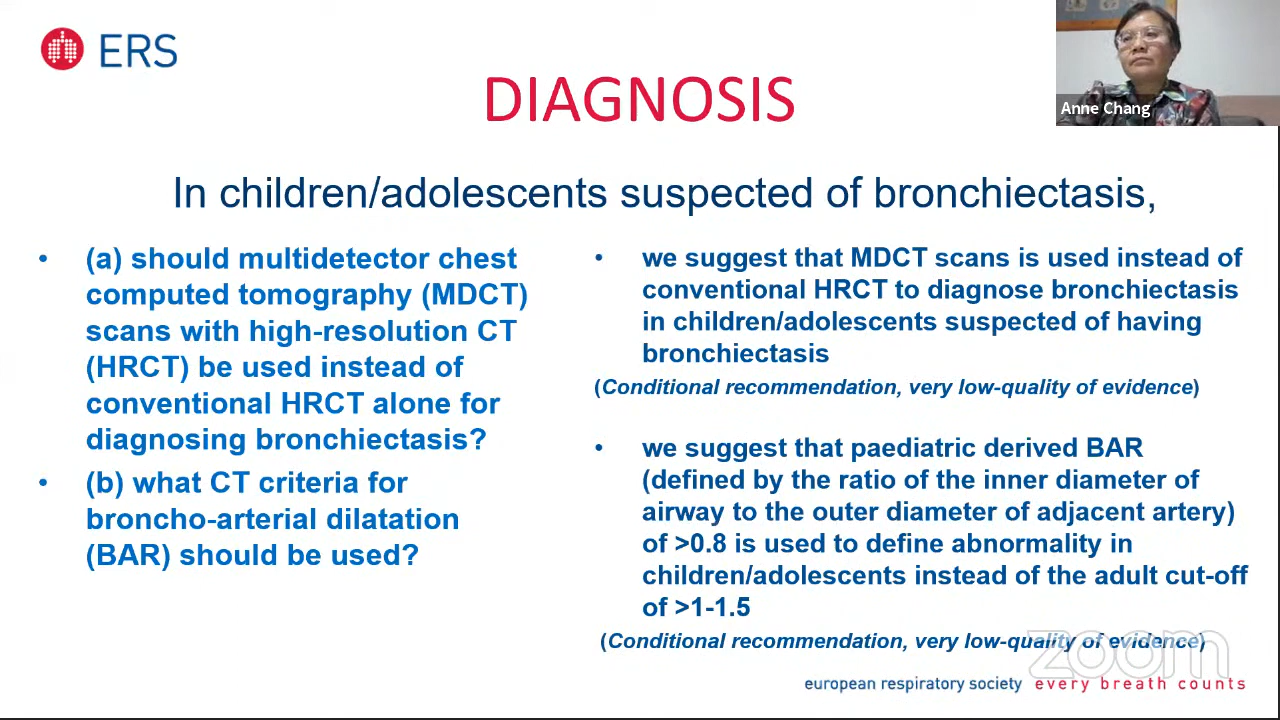 ERS
Anne Chang
DIAGNOSIS
In children/adolescents suspected of bronchiectasis,
• (a) should multidetector chest
computed tomography (MDCT)
scans with high-resolution CT
(HRCT) be used instead of
conventional HRCT alone for
diagnosing bronchiectasis?
• (b) what CT criteria for
broncho-arterial dilatation
(BAR) should be used?
• we suggest that MDCT scans is used instead of
conventional HRCT to diagnose bronchiectasis
in children/adolescents suspected of having
bronchiectasis
(Conditional recommendation, very low-quality of evidence)
• we suggest that paediatric derived BAR
(defined by the ratio of the inner diameter of
airway to the outer diameter of adjacent artery)
of >0.8 is used to define abnormality in
children/adolescents instead of the adult cut-off
of >1-1.5
(Conditional recommendation, very low-quality of evidence)
zoom
european respiratory society every breath counts